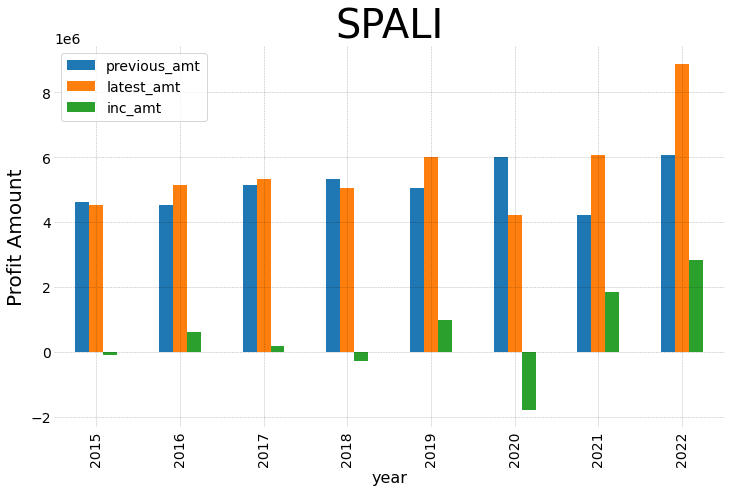 SPALI
1e6
previous_amt
latest_amt
inc_amt
Profit Amount
8
6
4
2
0
−2
2015
2016
2017
2018
2019
2020
2021
2022
year